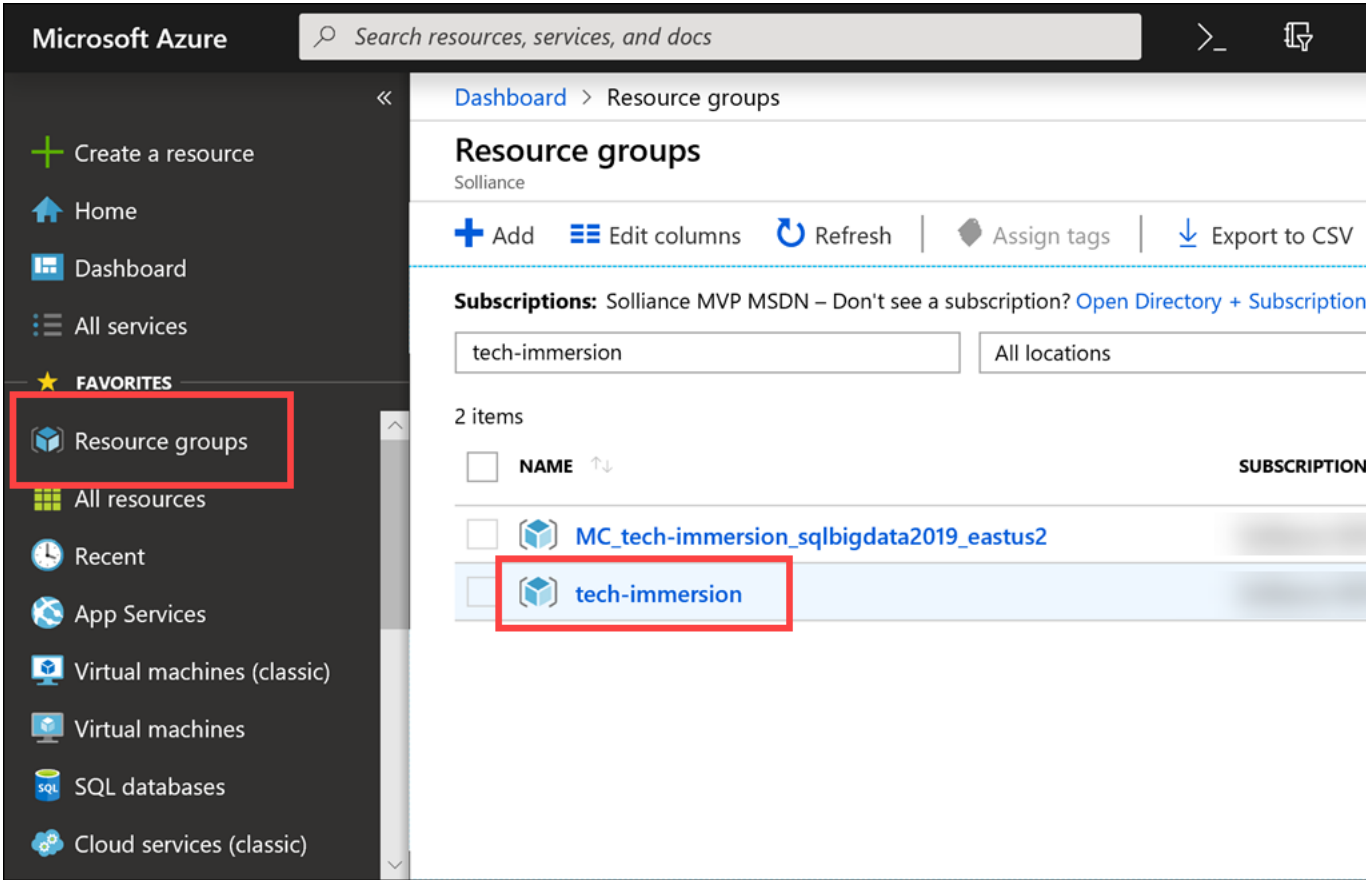 Microsoft Azure
Search resources, services, and docs
Create a resource
Home
Dashboard
All services
FAVORITES
Resource groups
All resources
Recent
App Services
Virtual machines (classic)
Virtual machines
SQL
SQL databases
Cloud services (classic)
Dashboard > Resource groups
Resource groups
Solliance
Add Edit columns Refresh Assign tags Export to CSV
Subscriptions: Solliance MVP MSDN – Don't see a subscription? Open Directory + Subscription
tech-immersion All locations
2 items
NAME SUBSCRIPTION
MC_tech-immersion_sqlbigdata2019_eastus2
tech-immersion